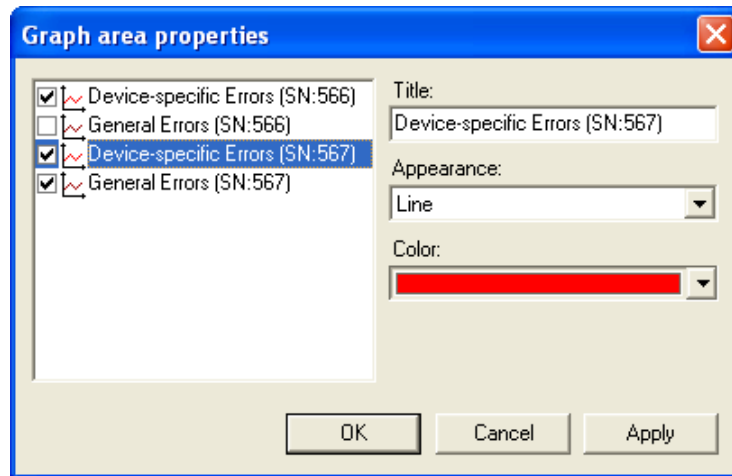 Graph area properties
Device-specific Errors (SN:566)
General Errors (SN:566)
Device-specific Errors (SN:567)
General Errors (SN:567)
Title:
Device-specific Errors (SN:567)
Appearance:
Line
Color:
OK
Cancel
Apply